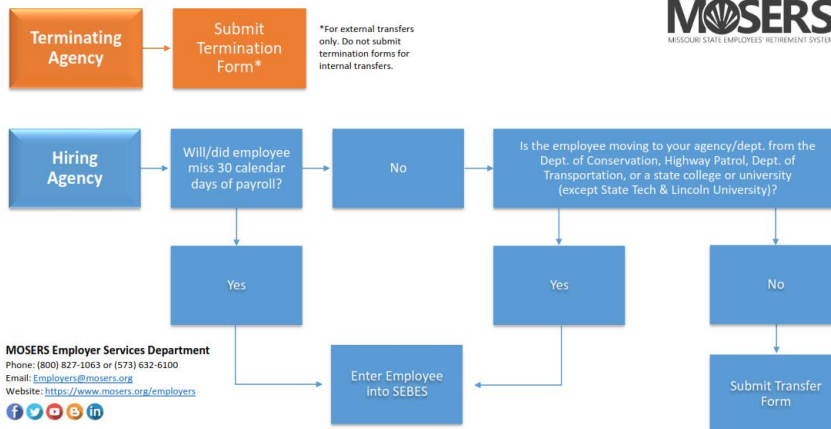 Terminating
Agency
Submit
Termination
Form*
*For external transfers
only. Do not submit
termination forms for
internal transfers.
MOSERS
MISSOURI STATE EMPLOYEES' RETIREMENT SYSTEM
Hiring
Agency
Will/did employee
miss 30 calendar
days of payroll?
No
Is the employee moving to your agency/dept. from the
Dept. of Conservation, Highway Patrol, Dept. of
Transportation, or a state college or university
(except State Tech & Lincoln University)?
Yes
Yes
No
MOSERS Employer Services Department
Phone: (800) 827-1063 or (573) 632-6100
Email: Employers@mosers.org
Website: https://www.mosers.org/employers
Enter Employee
into SEBES
Submit Transfer
Form